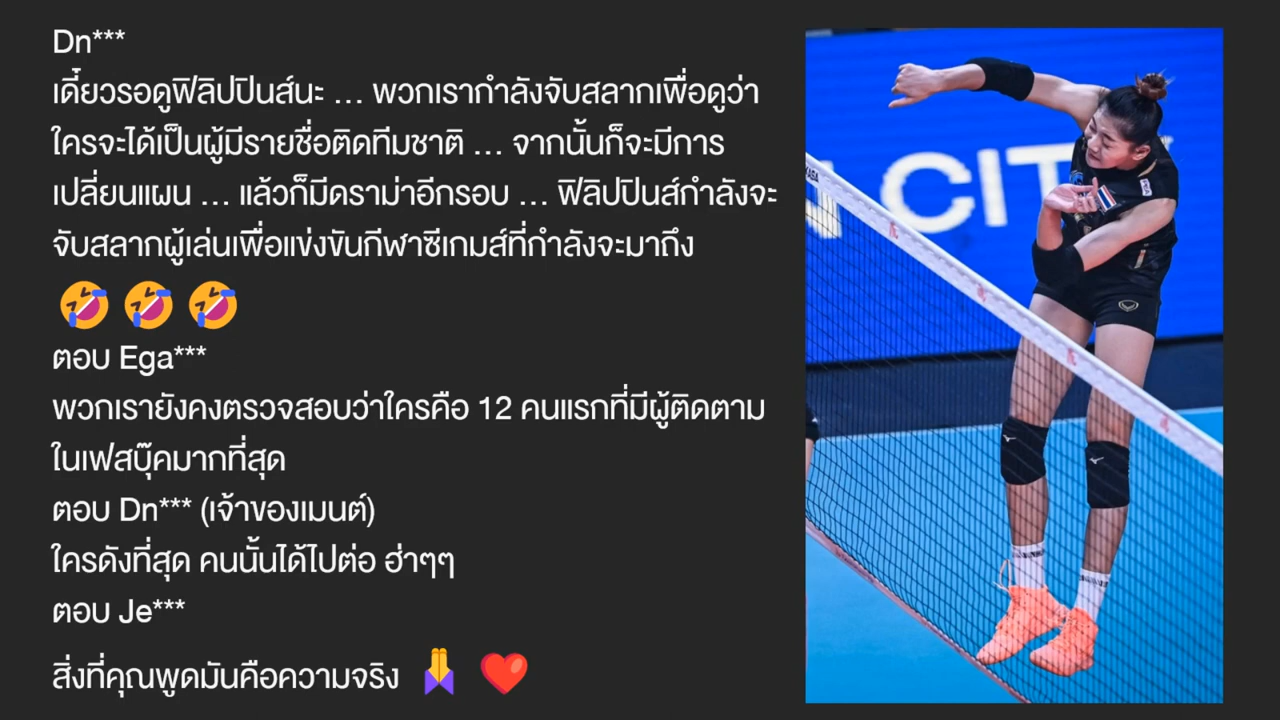 Dn***
เดี๋ยวรอดูฟิลิปปินส์นะ ... พวกเรากำลังจับสลากเพื่อดูว่า
ใครจะได้เป็นผู้มีรายชื่อติดทีมชาติ ... จากนั้นก็จะมีการ
เปลี่ยนแผน ... แล้วก็มีดราม่าอีกรอบ ... ฟิลิปปินส์กำลังจะ
จับสลากผู้เล่นเพื่อแข่งขันกีฬาซีเกมส์ที่กำลังจะมาถึง
🤣 🤣 🤣
ตอบ Ega***
พวกเรายังคงตรวจสอบว่าใครคือ 12 คนแรกที่มีผู้ติดตาม
ในเฟสบุ๊คมากที่สุด
ตอบ Dn*** (เจ้าของเมนต์)
ใครดังที่สุด คนนั้นได้ไปต่อ ฮ่าๆๆ
ตอบ Je***
สิ่งที่คุณพูดมันคือความจริง 🙏 ❤️
N CIT